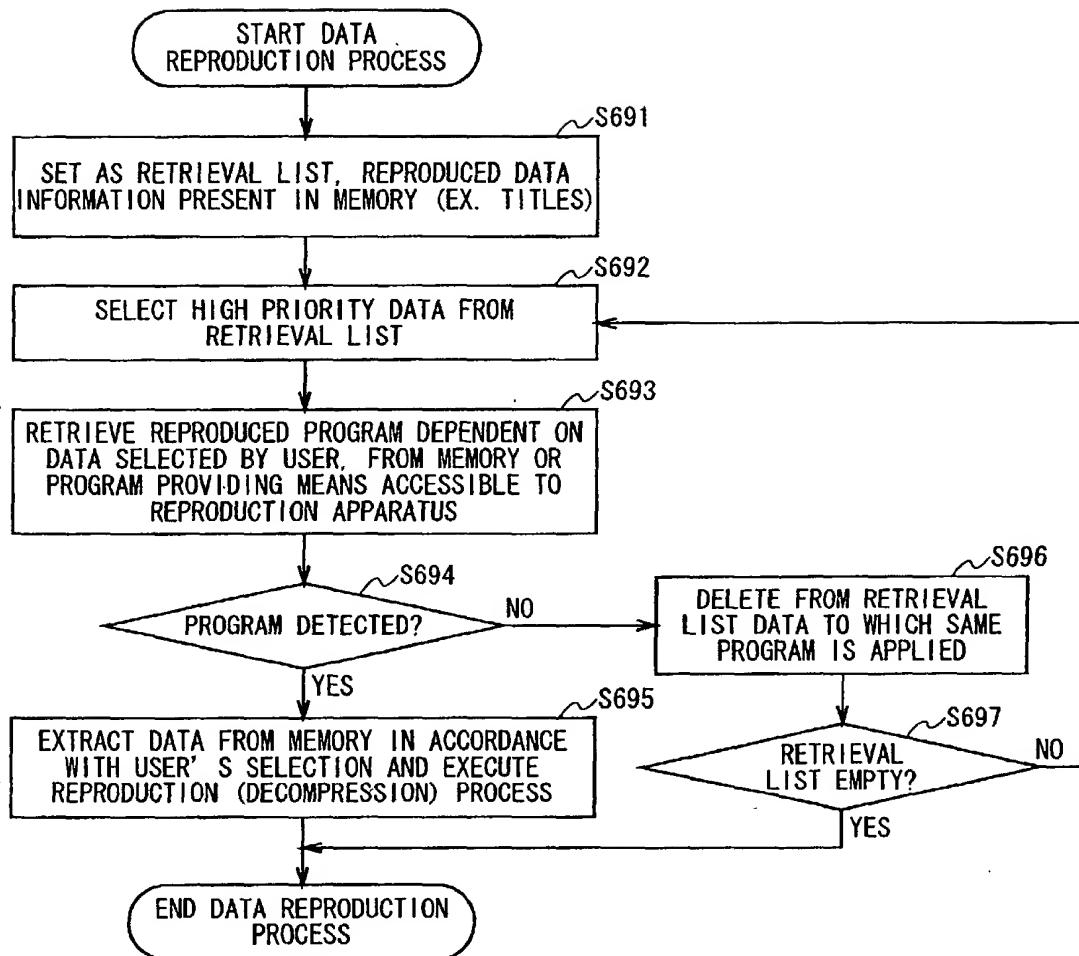 START DATA
REPRODUCTION PROCESS
S691
SET AS RETRIEVAL LIST, REPRODUCED DATA
INFORMATION PRESENT IN MEMORY (EX. TITLES)
S692
SELECT HIGH PRIORITY DATA FROM
RETRIEVAL LIST
S693
RETRIEVE REPRODUCED PROGRAM DEPENDENT ON
DATA SELECTED BY USER, FROM MEMORY OR
PROGRAM PROVIDING MEANS ACCESSIBLE TO
REPRODUCTION APPARATUS
S694
PROGRAM DETECTED?
NO
YES
S696
DELETE FROM RETRIEVAL
LIST DATA TO WHICH SAME
PROGRAM IS APPLIED
S695
EXTRACT DATA FROM MEMORY IN ACCORDANCE
WITH USER'S SELECTION AND EXECUTE
REPRODUCTION (DECOMPRESSION) PROCESS
S697
RETRIEVAL
LIST EMPTY?
NO
YES
END DATA REPRODUCTION
PROCESS